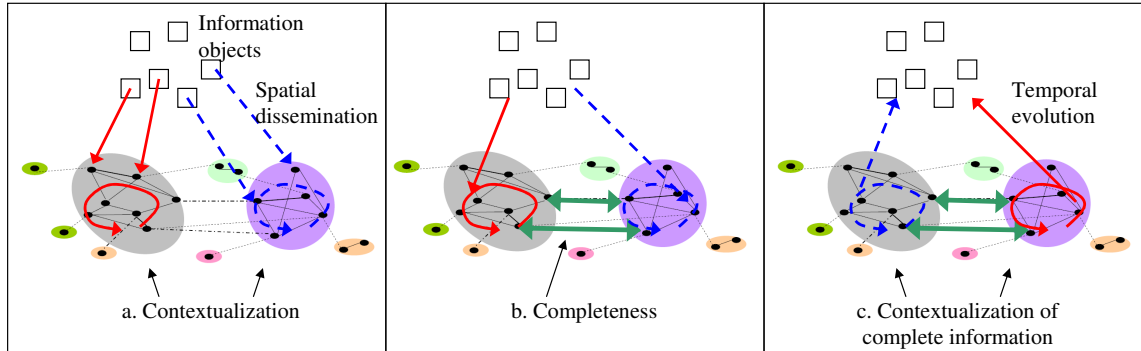 Information
objects
Spatial
dissemination
a. Contextualization
b. Completeness
Temporal
evolution
c. Contextualization of
complete information